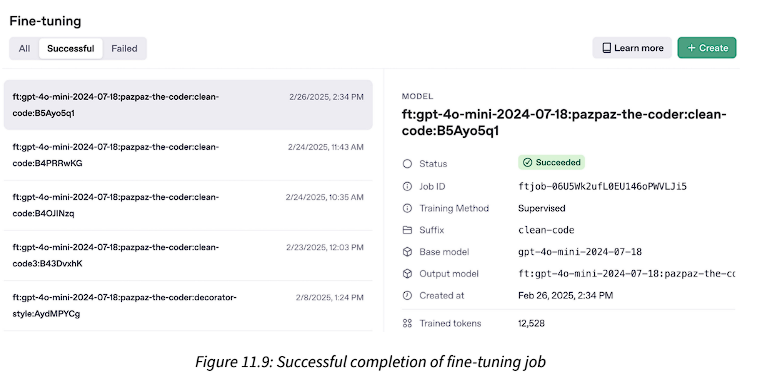 Fine-tuning
All Successful Failed
Learn more
+ Create
ft:gpt-4o-mini-2024-07-18:pazpaz-the-coder:clean-
code:B5Ayo5q1
2/26/2025, 2:34 PM
ft:gpt-4o-mini-2024-07-18:pazpaz-the-coder:clean-
code:B4PRRwKG
2/24/2025, 11:43 AM
ft:gpt-4o-mini-2024-07-18:pazpaz-the-coder:clean-
code:B4OJINzq
2/24/2025, 10:35 AM
ft:gpt-4o-mini-2024-07-18:pazpaz-the-coder:clean-
code3:B43DvxhK
2/23/2025, 12:03 PM
ft:gpt-4o-mini-2024-07-18:pazpaz-the-coder:decorator-
style:AydMPYCg
2/8/2025, 1:24 PM
MODEL
ft:gpt-4o-mini-2024-07-18:pazpaz-the-coder:clean-
code:B5Ayo5q1
Status Succeeded
Job ID ftjob-06U5Wk2ufL0EU146oPWVLJi5
Training Method Supervised
Suffix clean-code
Base model gpt-4o-mini-2024-07-18
Output model ft:gpt-4o-mini-2024-07-18:pazpaz-the-cc
Created at Feb 26, 2025, 2:34 PM
Trained tokens 12,528
Figure 11.9: Successful completion of fine-tuning job